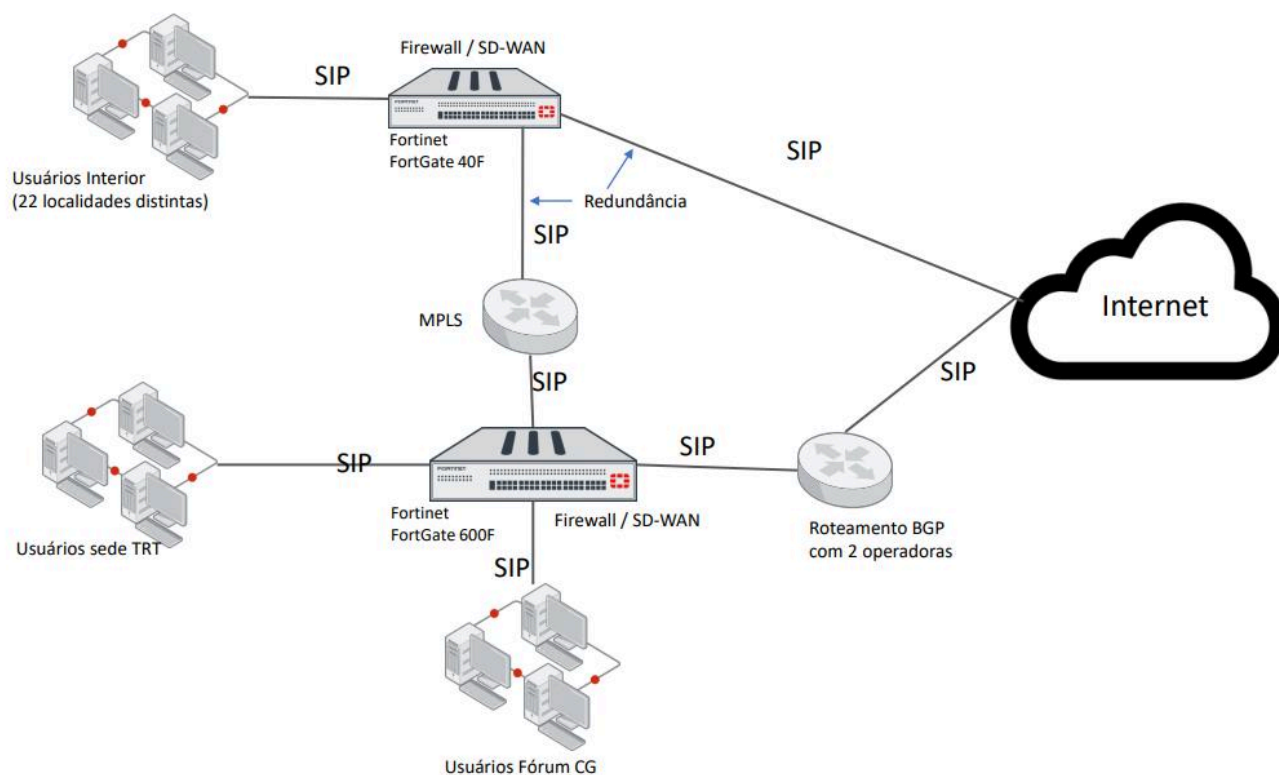 Firewall / SD-WAN
SIP
FORTINET
Fortinet
FortGate 40F
SIP
Usuários Interior
(22 localidades distintas)
Redundância
SIP
Internet
MPLS
SIP
SIP
SIP
FORTINET
SIP
Fortinet
FortGate 600F
Firewall / SD-WAN
Roteamento BGP
com 2 operadoras
Usuários sede TRT
SIP
Usuários Fórum CG